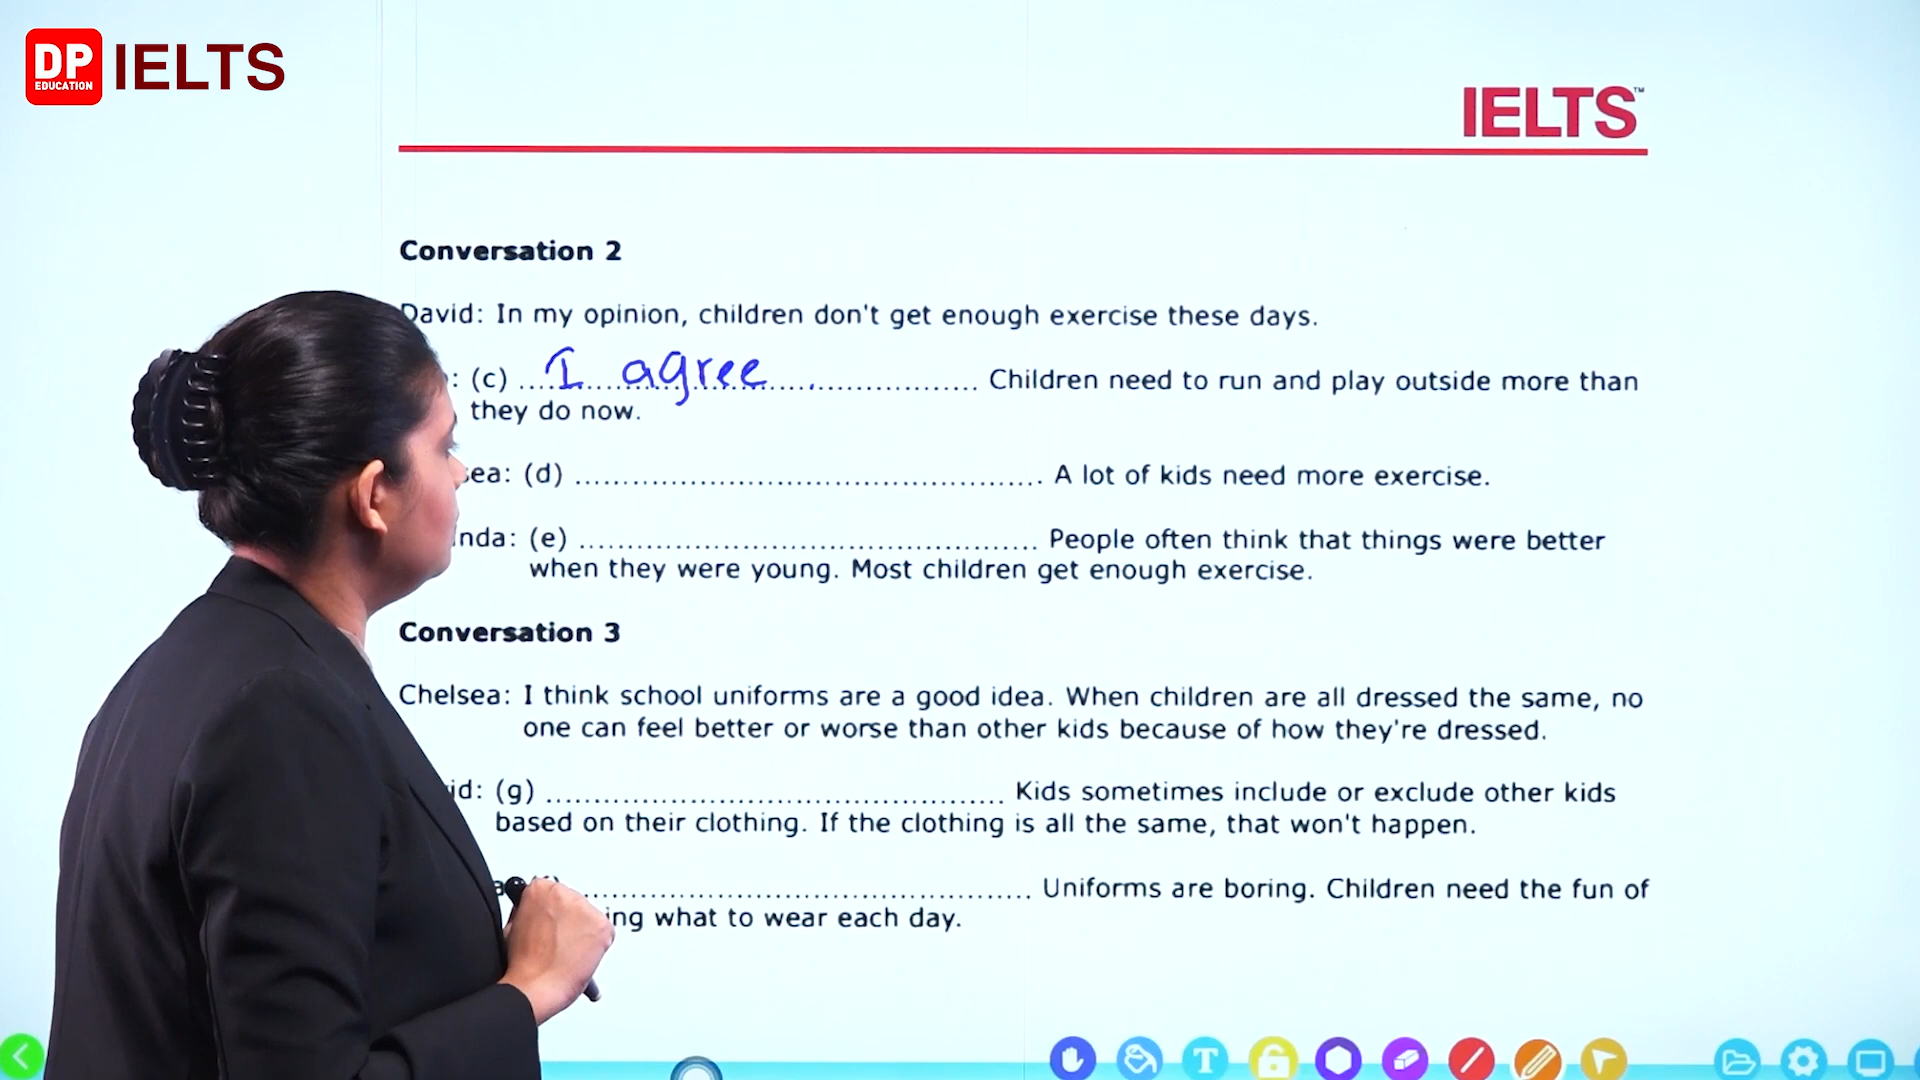 DP EDUCATION IELTS
IELTS™
Conversation 2
David: In my opinion, children don't get enough exercise these days.
: (c) .... I agree .................... Children need to run and play outside more than
they do now.
sea: (d) ................................................. A lot of kids need more exercise.
nda: (e) ................................................ People often think that things were better
when they were young. Most children get enough exercise.
Conversation 3
Chelsea: I think school uniforms are a good idea. When children are all dressed the same, no
one can feel better or worse than other kids because of how they're dressed.
id: (g) ................................................ Kids sometimes include or exclude other kids
based on their clothing. If the clothing is all the same, that won't happen.
................................................ Uniforms are boring. Children need the fun of
ing what to wear each day.